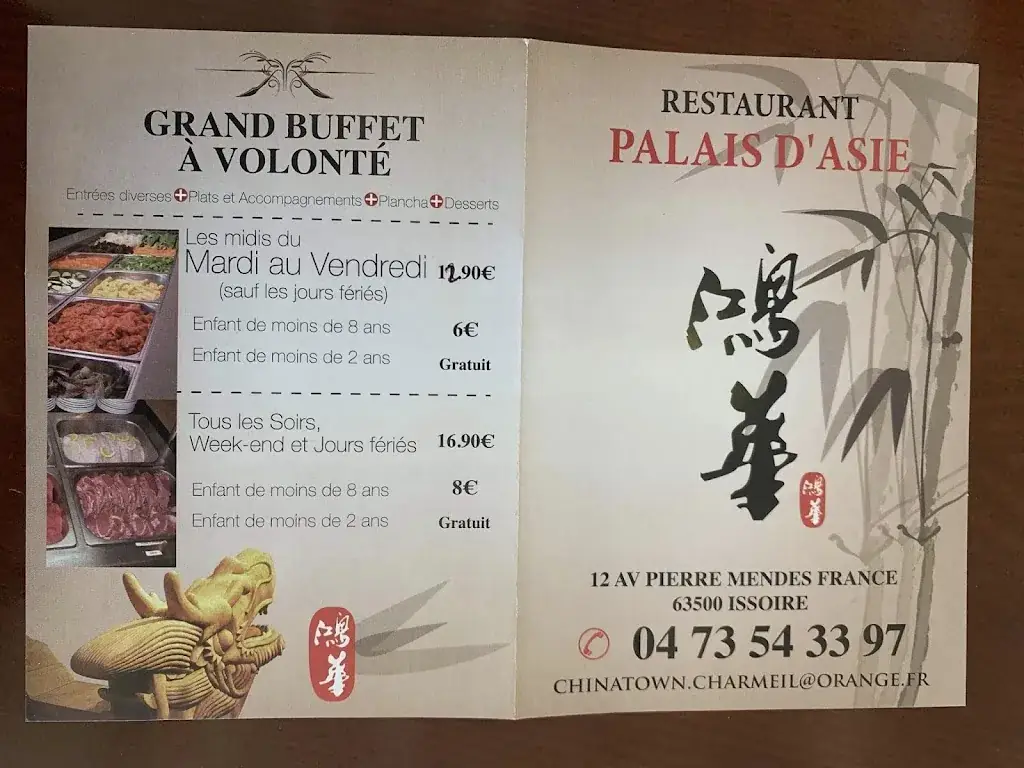 GRAND BUFFET
À VOLONTÉ
Entrées diverses+Plats et Accompagnements+Plancha+Desserts
Les midis du
Mardi au Vendredi 12.90€
(sauf les jours fériés)
Enfant de moins de 8 ans 6€
Enfant de moins de 2 ans Gratuit
Tous les Soirs,
Week-end et Jours fériés 16.90€
Enfant de moins de 8 ans 8€
Enfant de moins de 2 ans Gratuit
鴻
華
RESTAURANT
PALAIS D'ASIE
鴻
華
鴻
華
12 AV PIERRE MENDES FRANCE
63500 ISSOIRE
04 73 54 33 97
CHINATOWN.CHARMEIL@ORANGE.FR